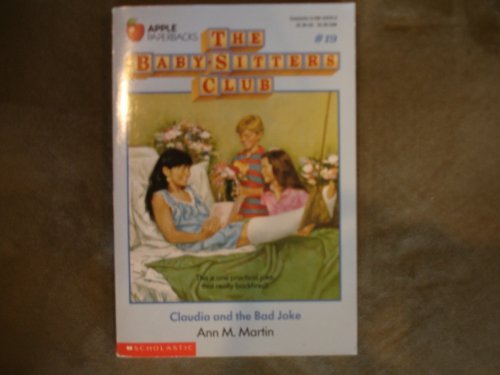 APPLE
PAPERBACKS
#19
THE
BABY-SITTERS
CLUB
This is one practical joke
that really backfired!
Claudia and the Bad Joke
Ann M. Martin
SCHOLASTIC